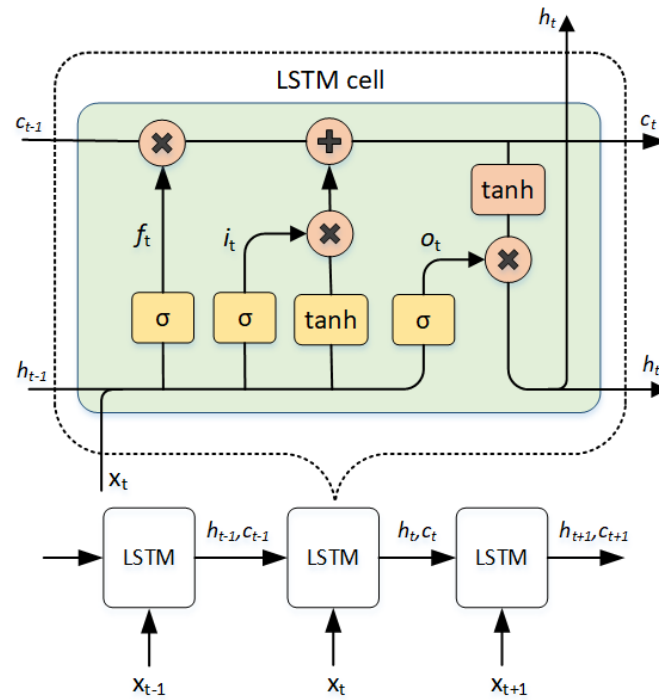 h_t
LSTM cell
c_{t-1}
c_t
tanh
f_t
i_t
o_t
σ
σ
tanh
σ
h_{t-1}
h_t
x_t
LSTM
h_{t-1},c_{t-1}
LSTM
h_t,c_t
LSTM
h_{t+1},c_{t+1}
x_{t-1}
x_t
x_{t+1}